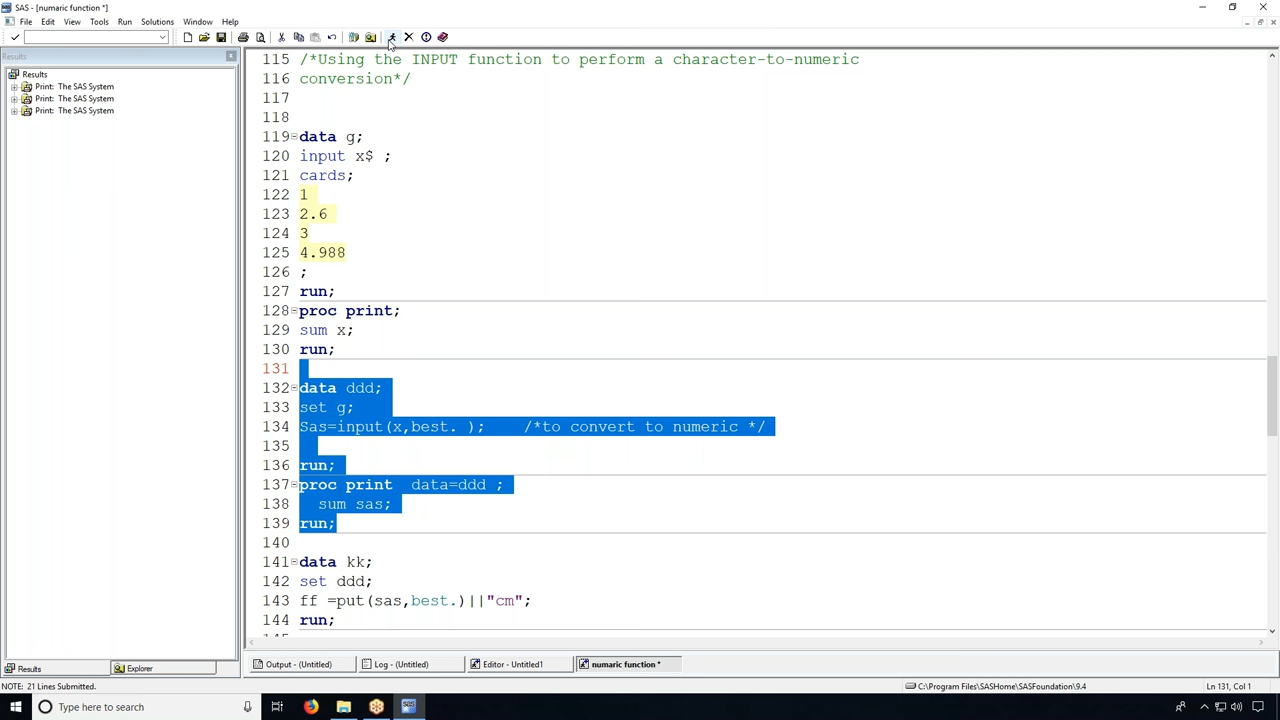 SAS - [numaric function *]
File Edit View Tools Run Solutions Window Help
Results
Results
Print: The SAS System
Print: The SAS System
Print: The SAS System
115 /*Using the INPUT function to perform a character-to-numeric
116 conversion*/
117
118
119 data g;
120 input x$ ;
121 cards;
122 1
123 2.6
124 3
125 4.988
126 ;
127 run;
128 proc print;
129 sum x;
130 run;
131
132 data ddd;
133 set g;
134 Sas=input(x,best. ); /*to convert to numeric */
135
136 run;
137 proc print data=ddd ;
138 sum sas;
139 run;
140
141 data kk;
142 set ddd;
143 ff =put(sas,best.)||"cm";
144 run;
Results Explorer
Output - (Untitled) Log - (Untitled) Editor - Untitled1 numaric function *
NOTE: 21 Lines Submitted. C:\Program Files\SASHome\SASFoundation\9.4 Ln 131, Col 1
Type here to search